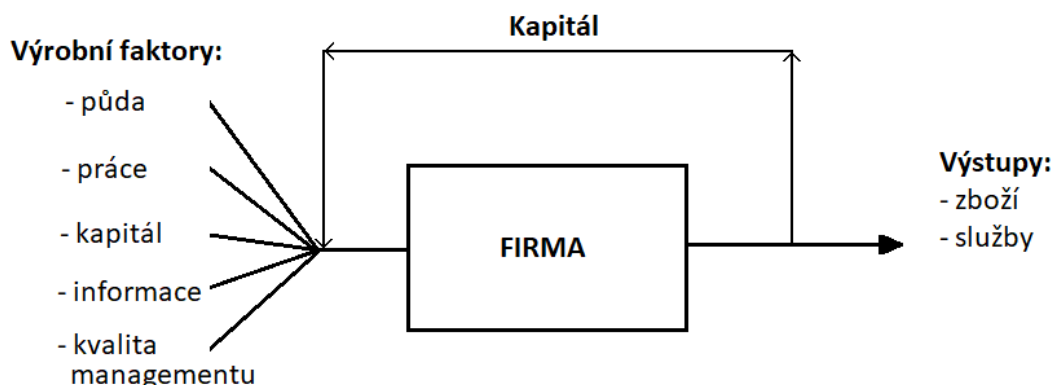 Kapitál
Výrobní faktory:
- půda
- práce
- kapitál
- informace
- kvalita
managementu
FIRMA
Výstupy:
- zboží
- služby